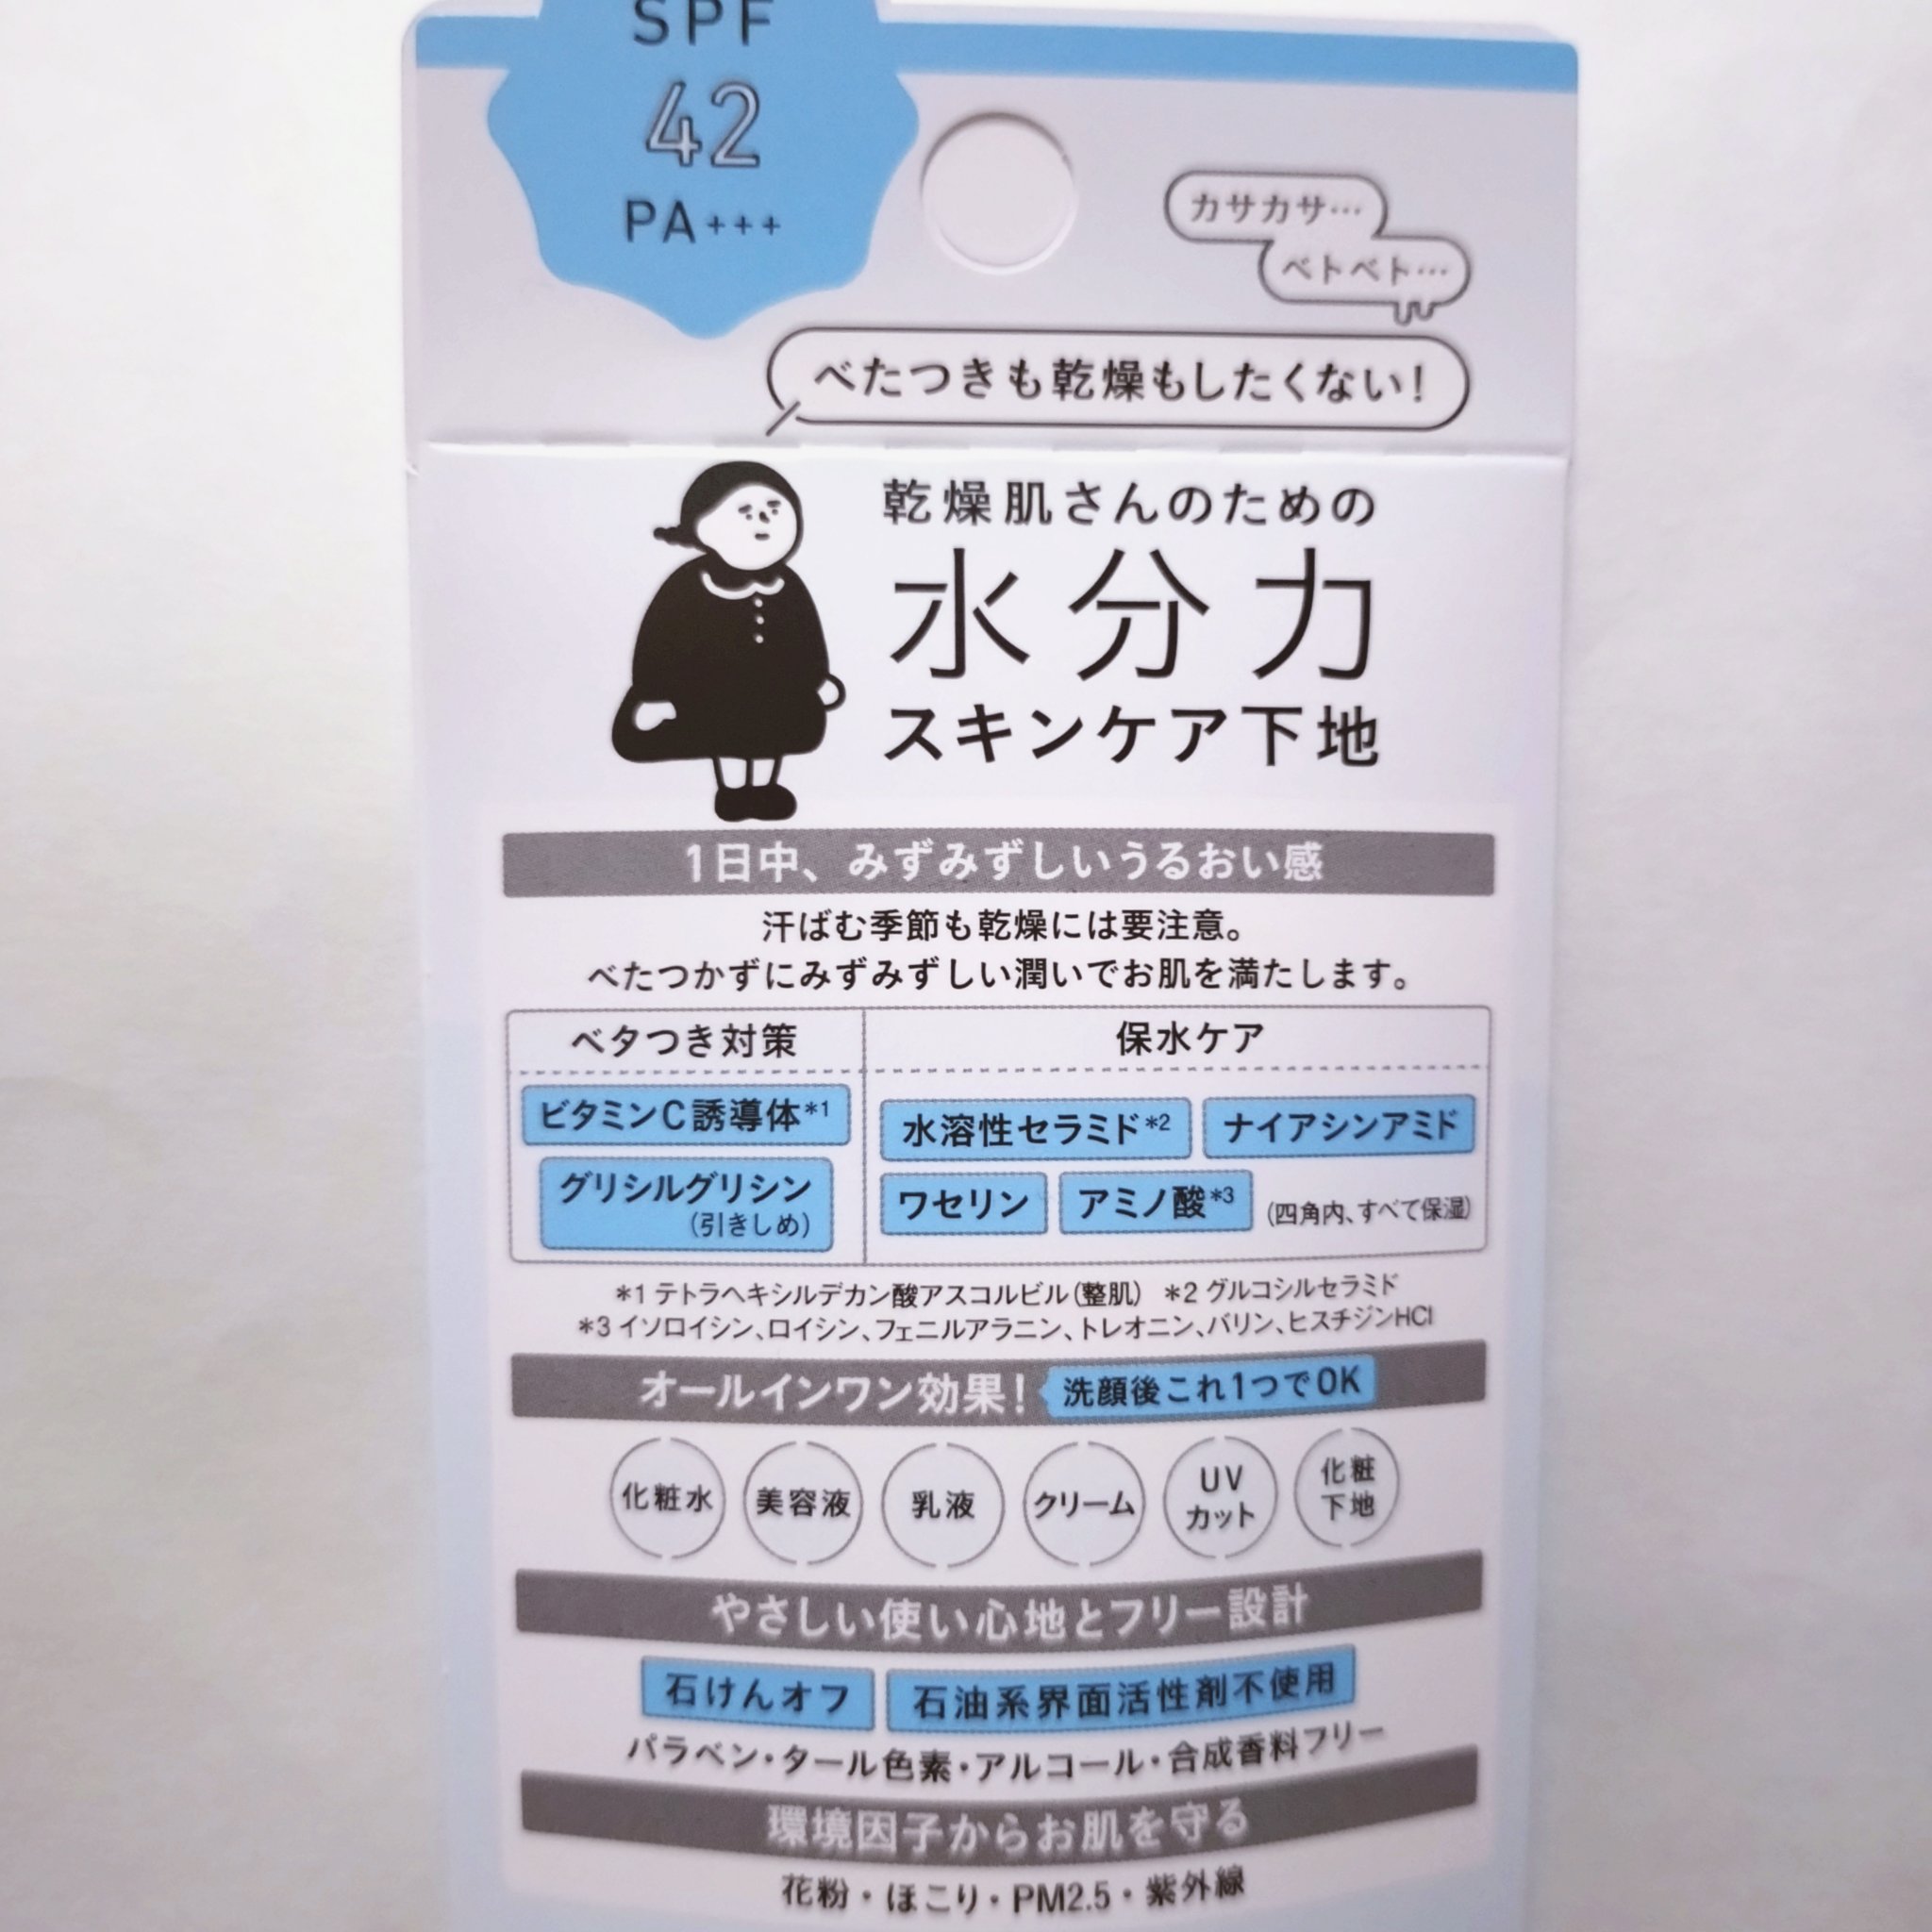 SPF
42
PA+++
カサカサ…
ベトベト…
べたつきも乾燥もしたくない!
乾燥肌さんのための
水分力
スキンケア下地
1日中、みずみずしいうるおい感
汗ばむ季節も乾燥には要注意。
べたつかずにみずみずしい潤いでお肌を満たします。
ベタつき対策
ビタミンC誘導体*1
グリシルグリシン
(引きしめ)
保水ケア
水溶性セラミド*2 ナイアシンアミド
ワセリン アミノ酸*3 (四角内、すべて保湿)
*1 テトラヘキシルデカン酸アスコルビル(整肌) *2 グルコシルセラミド
*3 イソロイシン、ロイシン、フェニルアラニン、トレオニン、バリン、ヒスチジンHCl
オールインワン効果! 洗顔後これ1つでOK
化粧水 美容液 乳液 クリーム UVカット 化粧下地
やさしい使い心地とフリー設計
石けんオフ 石油系界面活性剤不使用
パラベン・タール色素・アルコール・合成香料フリー
環境因子からお肌を守る
花粉・ほこり・PM2.5・紫外線